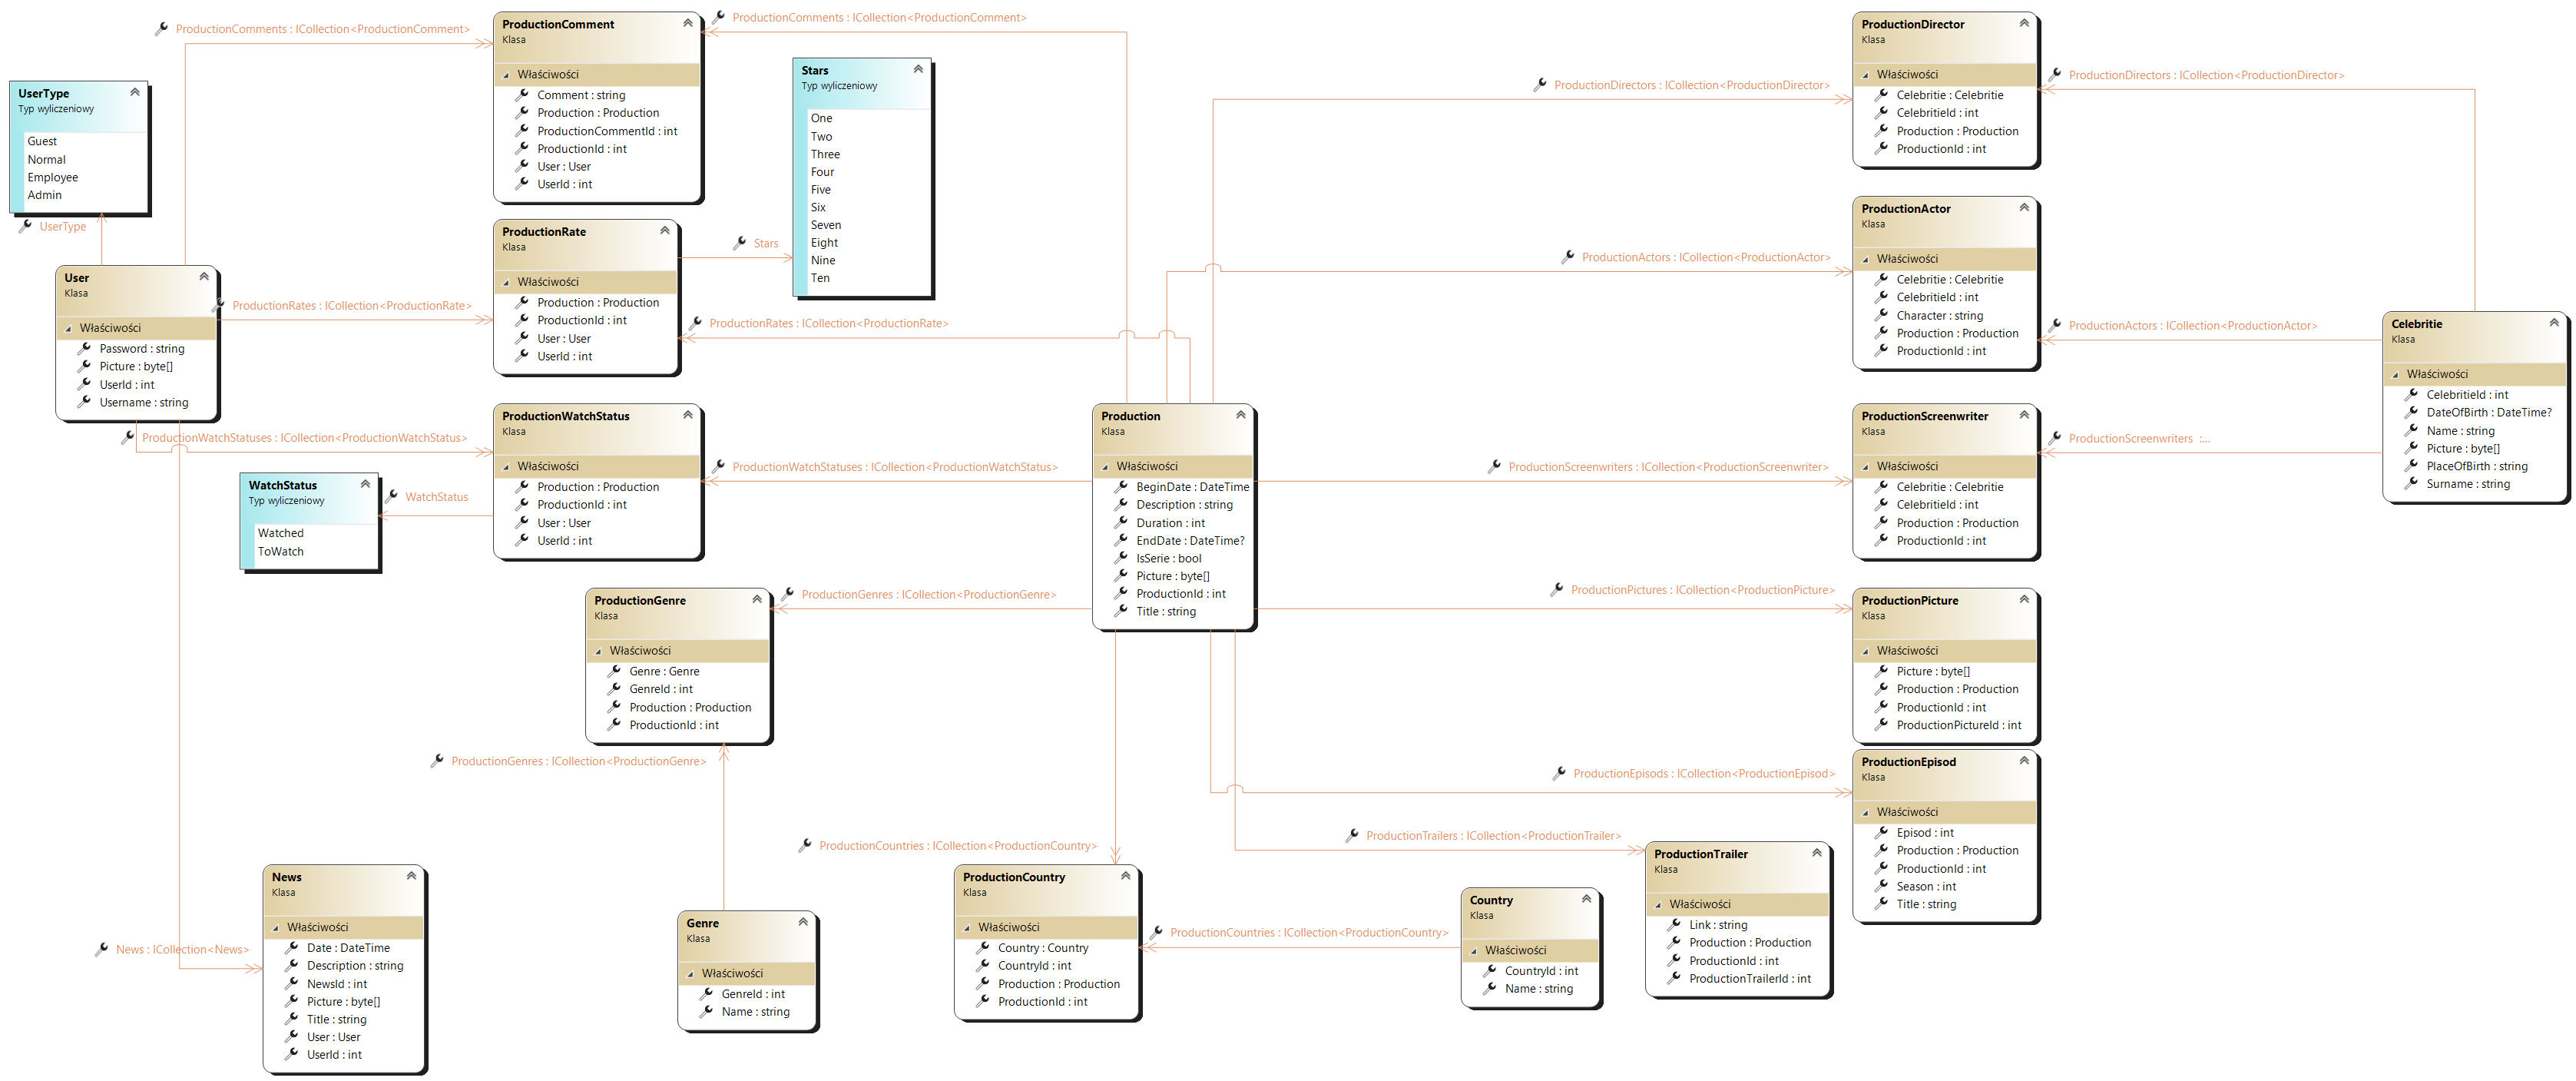 ProductionComments : ICollection<ProductionComment>
ProductionComment
Klasa
Właściwości
Comment : string
Production : Production
ProductionCommentId : int
ProductionId : int
User : User
UserId : int
ProductionComments : ICollection<ProductionComment>
UserType
Typ wyliczeniowy
Guest
Normal
Employee
Admin
UserType
Stars
Typ wyliczeniowy
One
Two
Three
Four
Five
Six
Seven
Eight
Nine
Ten
ProductionRate
Klasa
Właściwości
Production : Production
ProductionId : int
User : User
UserId : int
Stars
ProductionRates : ICollection<ProductionRate>
User
Klasa
Właściwości
Password : string
Picture : byte[]
UserId : int
Username : string
ProductionRates : ICollection<ProductionRate>
ProductionWatchStatuses : ICollection<ProductionWatchStatus>
ProductionWatchStatus
Klasa
Właściwości
Production : Production
ProductionId : int
User : User
UserId : int
ProductionWatchStatuses : ICollection<ProductionWatchStatus>
WatchStatus
Typ wyliczeniowy
Watched
ToWatch
WatchStatus
Production
Klasa
Właściwości
BeginDate : DateTime
Description : string
Duration : int
EndDate : DateTime?
IsSerie : bool
Picture : byte[]
ProductionId : int
Title : string
ProductionGenre
Klasa
Właściwości
Genre : Genre
GenreId : int
Production : Production
ProductionId : int
ProductionGenres : ICollection<ProductionGenre>
ProductionGenres : ICollection<ProductionGenre>
News : ICollection<News>
News
Klasa
Właściwości
Date : DateTime
Description : string
NewsId : int
Picture : byte[]
Title : string
User : User
UserId : int
Genre
Klasa
Właściwości
GenreId : int
Name : string
ProductionCountries : ICollection<ProductionCountry>
ProductionCountry
Klasa
Właściwości
Country : Country
CountryId : int
Production : Production
ProductionId : int
ProductionCountries : ICollection<ProductionCountry>
Country
Klasa
Właściwości
CountryId : int
Name : string
ProductionTrailers : ICollection<ProductionTrailer>
ProductionTrailer
Klasa
Właściwości
Link : string
Production : Production
ProductionId : int
ProductionTrailerId : int
ProductionDirectors : ICollection<ProductionDirector>
ProductionDirector
Klasa
Właściwości
Celebritie : Celebritie
CelebritieId : int
Production : Production
ProductionId : int
ProductionDirectors : ICollection<ProductionDirector>
ProductionActors : ICollection<ProductionActor>
ProductionActor
Klasa
Właściwości
Celebritie : Celebritie
CelebritieId : int
Character : string
Production : Production
ProductionId : int
ProductionActors : ICollection<ProductionActor>
Celebritie
Klasa
Właściwości
CelebritieId : int
DateOfBirth : DateTime?
Name : string
Picture : byte[]
PlaceOfBirth : string
Surname : string
ProductionScreenwriters : ICollection<ProductionScreenwriter>
ProductionScreenwriter
Klasa
Właściwości
Celebritie : Celebritie
CelebritieId : int
Production : Production
ProductionId : int
ProductionScreenwriters :...
ProductionPictures : ICollection<ProductionPicture>
ProductionPicture
Klasa
Właściwości
Picture : byte[]
Production : Production
ProductionId : int
ProductionPictureId : int
ProductionEpisods : ICollection<ProductionEpisod>
ProductionEpisod
Klasa
Właściwości
Episod : int
Production : Production
ProductionId : int
Season : int
Title : string